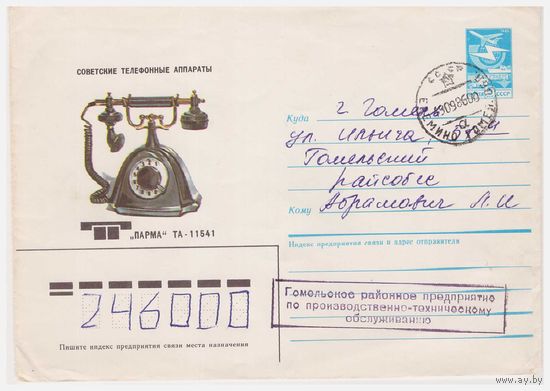 СОВЕТСКИЕ ТЕЛЕФОННЫЕ АППАРАТЫ
„ПАРМА" ТА-11541
СССР
Куда г. Гомель
ул. Ильича,
Гомельский
райсобес
Кому Абрамович Л.И
Индекс предприятия связи и адрес отправителя
246000
Пишите индекс предприятия связи места назначения
Гомельское районное предприятие
по производственно-техническому
обслуживанию
www.ay.by